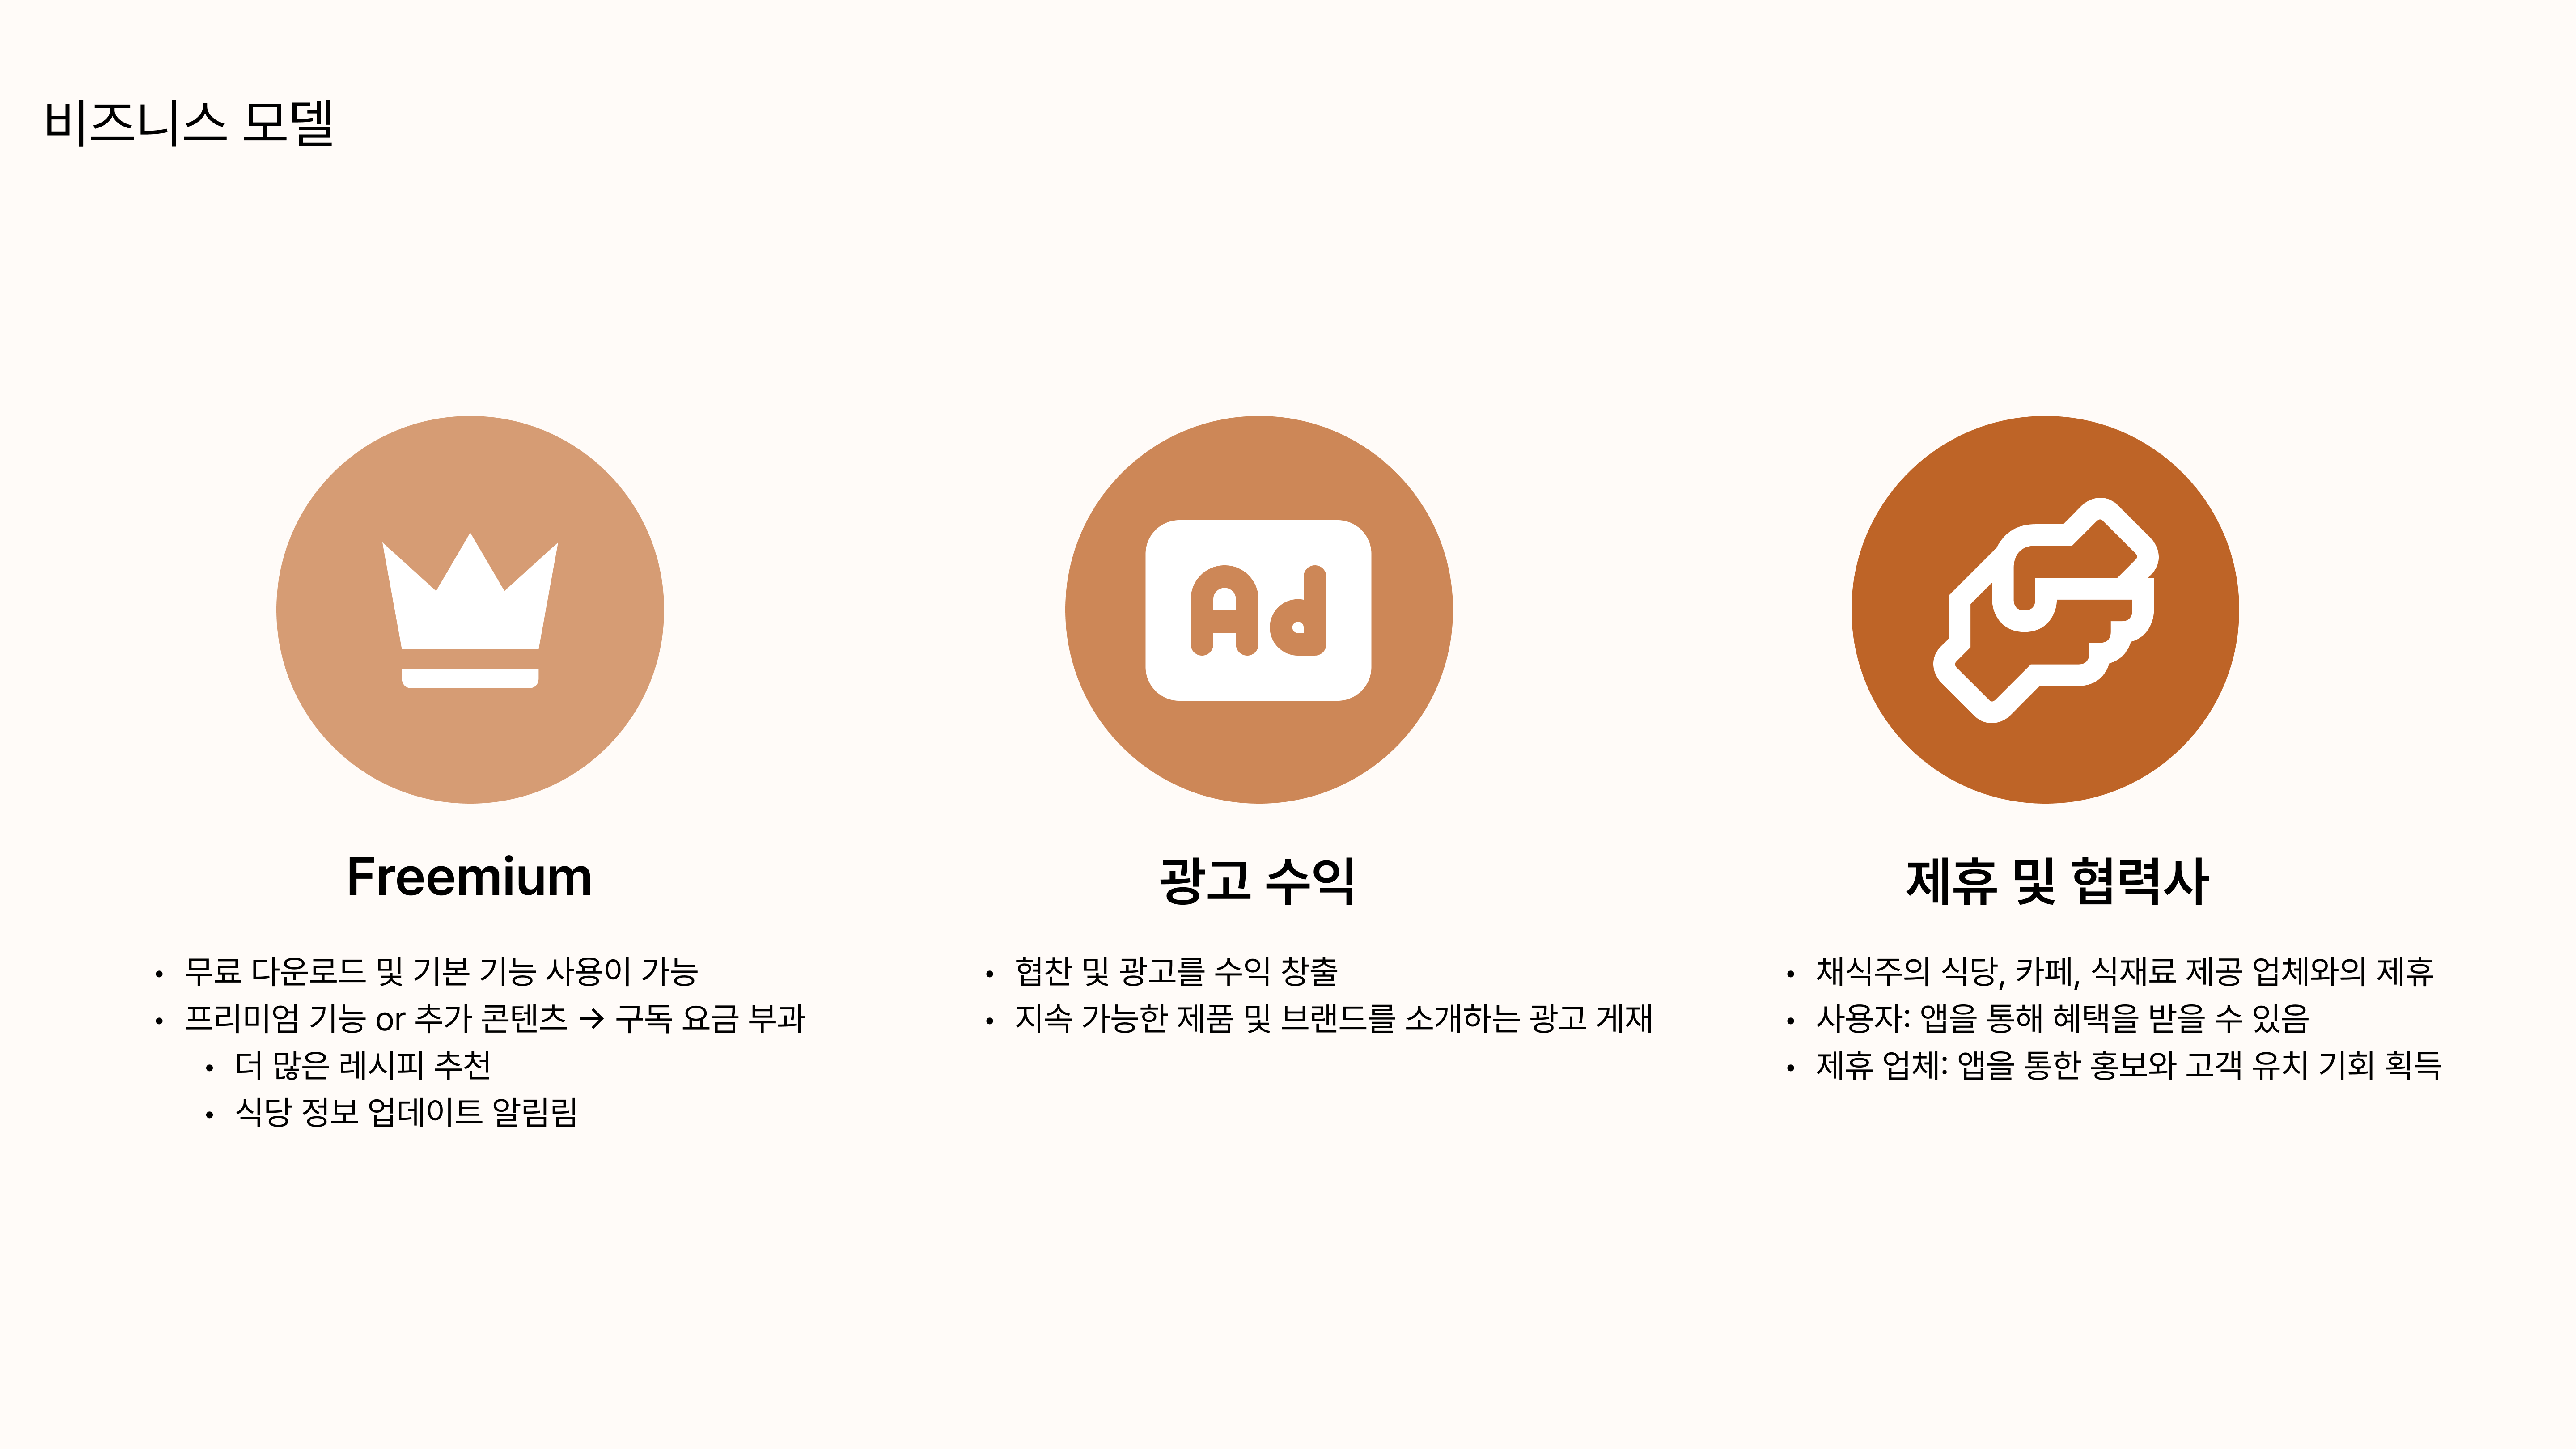 비즈니스 모델
Ad
Freemium
• 무료 다운로드 및 기본 기능 사용이 가능
• 프리미엄 기능 or 추가 콘텐츠 → 구독 요금 부과
• 더 많은 레시피 추천
• 식당 정보 업데이트 알림림
광고 수익
• 협찬 및 광고를 수익 창출
• 지속 가능한 제품 및 브랜드를 소개하는 광고 게재
제휴 및 협력사
• 채식주의 식당, 카페, 식재료 제공 업체와의 제휴
• 사용자: 앱을 통해 혜택을 받을 수 있음
• 제휴 업체: 앱을 통한 홍보와 고객 유치 기회 획득